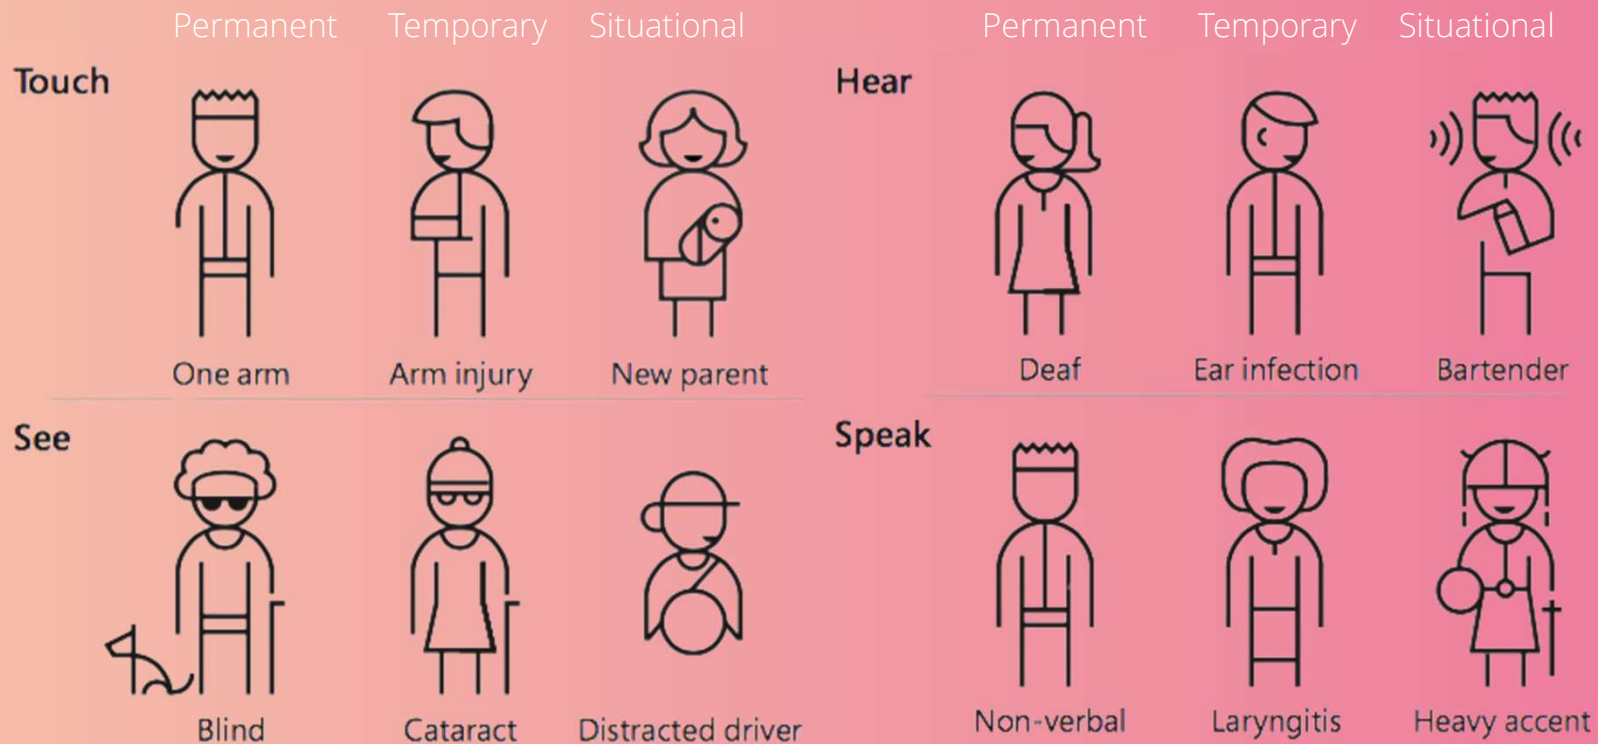 Permanent Temporary Situational
Touch
One arm Arm injury New parent
See
Blind Cataract Distracted driver
Permanent Temporary Situational
Hear
Deaf Ear infection Bartender
Speak
Non-verbal Laryngitis Heavy accent